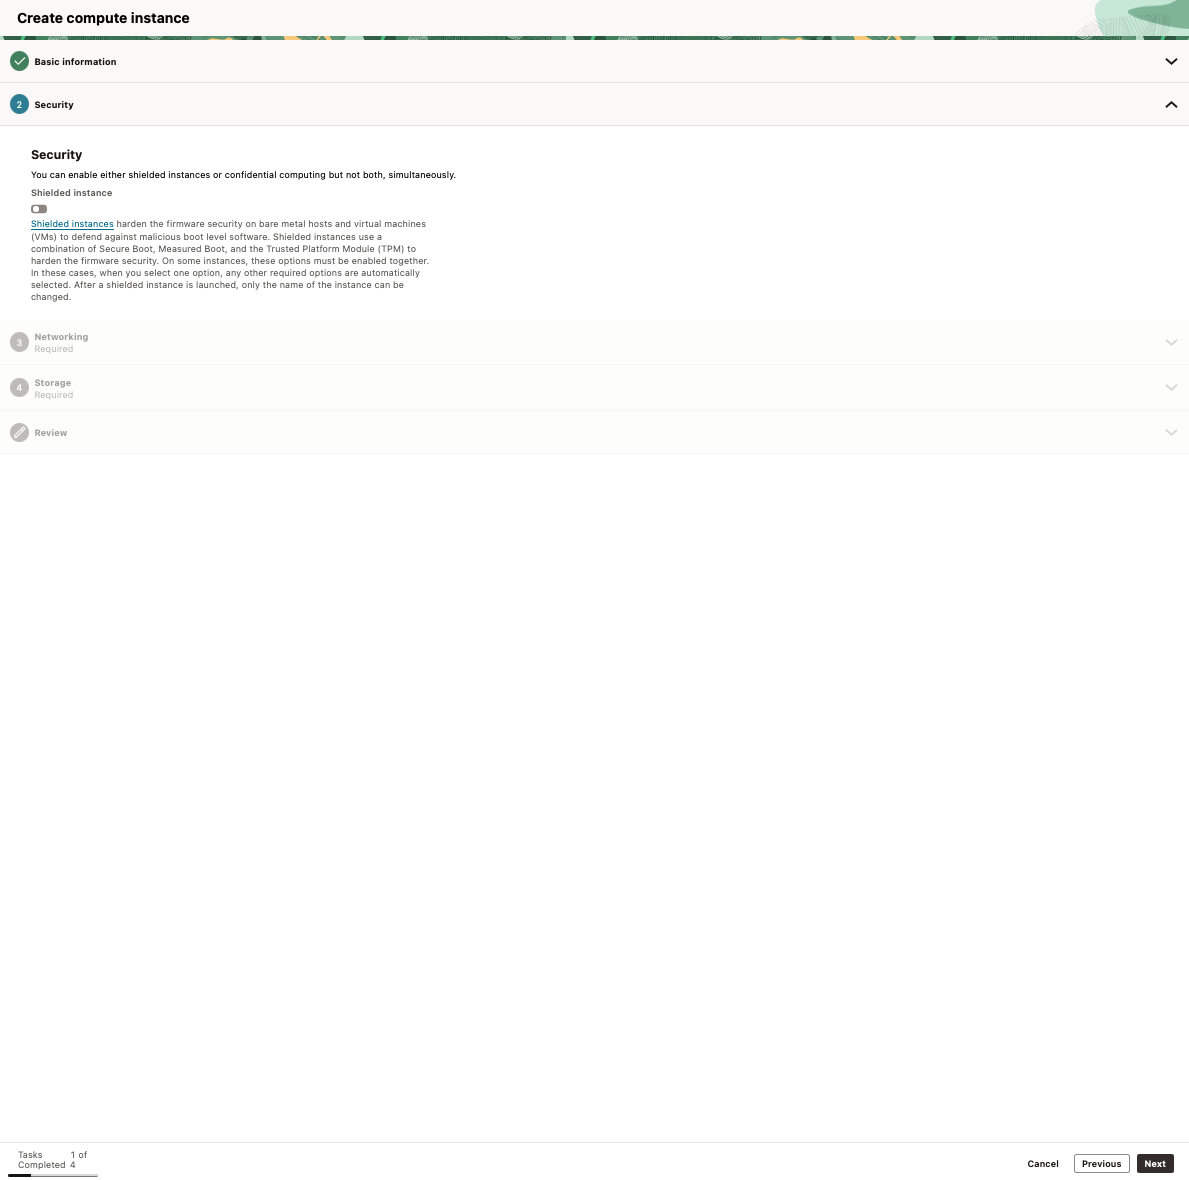 Create compute instance
Basic information
2
Security
Security
You can enable either shielded instances or confidential computing but not both, simultaneously.
Shielded instance
Shielded instances harden the firmware security on bare metal hosts and virtual machines
(VMs) to defend against malicious boot level software. Shielded instances use a
combination of Secure Boot, Measured Boot, and the Trusted Platform Module (TPM) to
harden the firmware security. On some instances, these options must be enabled together.
In these cases, when you select one option, any other required options are automatically
selected. After a shielded instance is launched, only the name of the instance can be
changed.
3
Networking
Required
4
Storage
Required
Review
Tasks 1 of
Completed 4
Cancel
Previous
Next